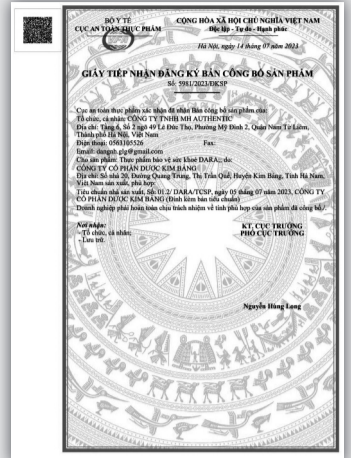 BỘ Y TẾ
CỤC AN TOÀN THỰC PHẨM
CỘNG HÒA XÃ HỘI CHỦ NGHĨA VIỆT NAM
Độc lập - Tự do - Hạnh phúc
Hà Nội, ngày 14 tháng 07 năm 2023
GIẤY TIẾP NHẬN ĐĂNG KÝ BẢN CÔNG BỐ SẢN PHẨM
Số: 5981/2023/ĐKSP
Cục an toàn thực phẩm xác nhận đã nhận Bản công bố sản phẩm của:
Tổ chức, cá nhân: CÔNG TY TNHH MH AUTHENTIC
Địa chỉ: Tầng 6, Số 2 ngõ 49 Lê Đức Thọ, Phường Mỹ Đình 2, Quận Nam Từ Liêm,
Thành phố Hà Nội, Việt Nam
Điện thoại: 0563105526 Fax:
Email: danganh.glg@gmail.com
Cho sản phẩm: Thực phẩm bảo vệ sức khoẻ DARA;; do:
CÔNG TY CỔ PHẦN DƯỢC KIM BẢNG
Địa chỉ: Số nhà 20, Đường Quang Trung, Thị Trấn Quế, Huyện Kim Bảng, Tỉnh Hà Nam,
Việt Nam sản xuất, phù hợp:
Tiêu chuẩn nhà sản xuất, Số: 01.2/ DARA/TCSP, ngày 05 tháng 07 năm 2023, CÔNG TY
CỔ PHẦN DƯỢC KIM BẢNG (Đính kèm bản tiêu chuẩn)
Doanh nghiệp phải hoàn toàn chịu trách nhiệm về tính phù hợp của sản phẩm đã công bố./.
Nơi nhận:
- Tổ chức, cá nhân;
- Lưu trữ.
KT. CỤC TRƯỞNG
PHÓ CỤC TRƯỞNG
Nguyễn Hùng Long